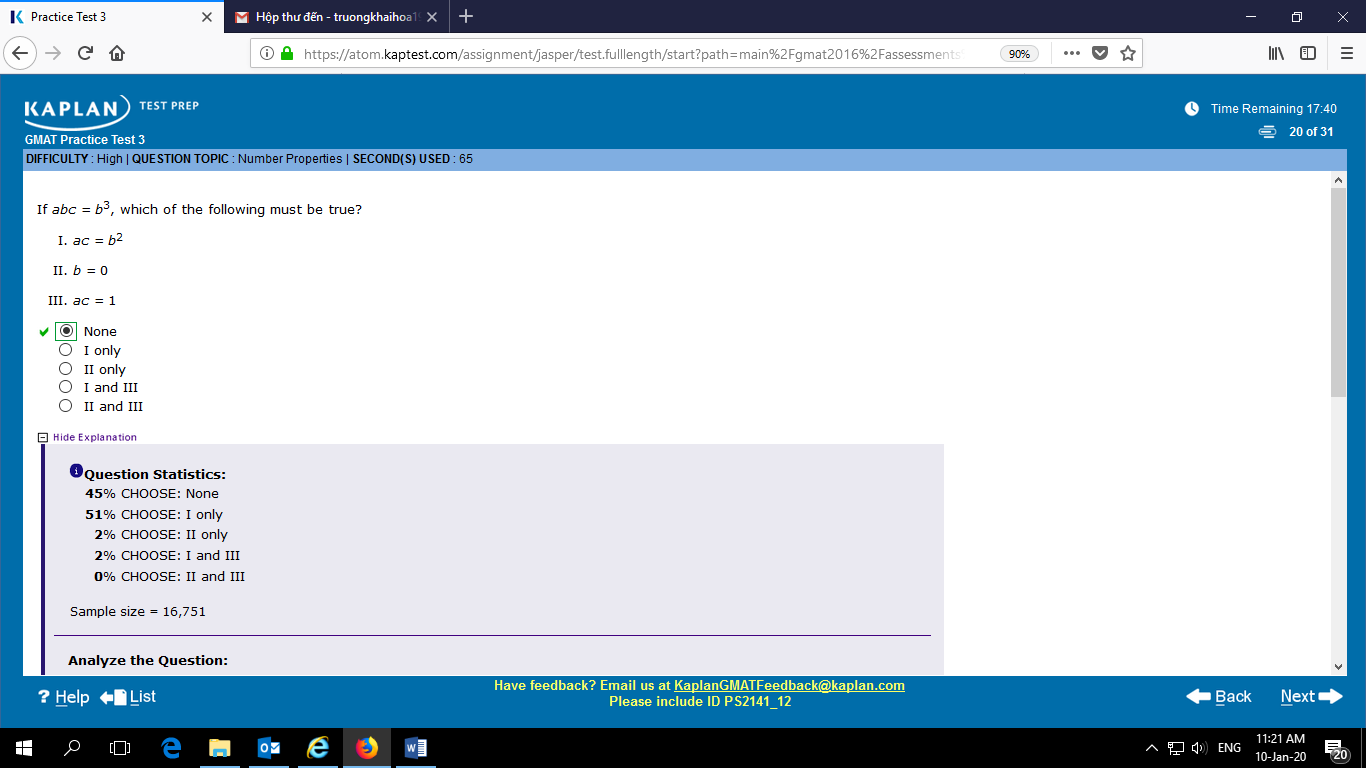 Practice Test 3
Hộp thư đến - truongkhaihoa1
https://atom.kaptest.com/assignment/jasper/test.fulllength/start?path=main%2Fgmat2016%2Fassessments
90%
KAPLAN TEST PREP
Time Remaining 17:40
GMAT Practice Test 3
20 of 31
DIFFICULTY : High | QUESTION TOPIC : Number Properties | SECOND(S) USED : 65
If abc = b³, which of the following must be true?
I. ac = b²
II. b = 0
III. ac = 1
None
I only
II only
I and III
II and III
Hide Explanation
Question Statistics:
45% CHOOSE: None
51% CHOOSE: I only
2% CHOOSE: II only
2% CHOOSE: I and III
0% CHOOSE: II and III
Sample size = 16,751
Analyze the Question:
Have feedback? Email us at KaplanGMATFeedback@kaplan.com
Please include ID PS2141_12
? Help List
Back Next
ENG
11:21 AM
10-Jan-20
20